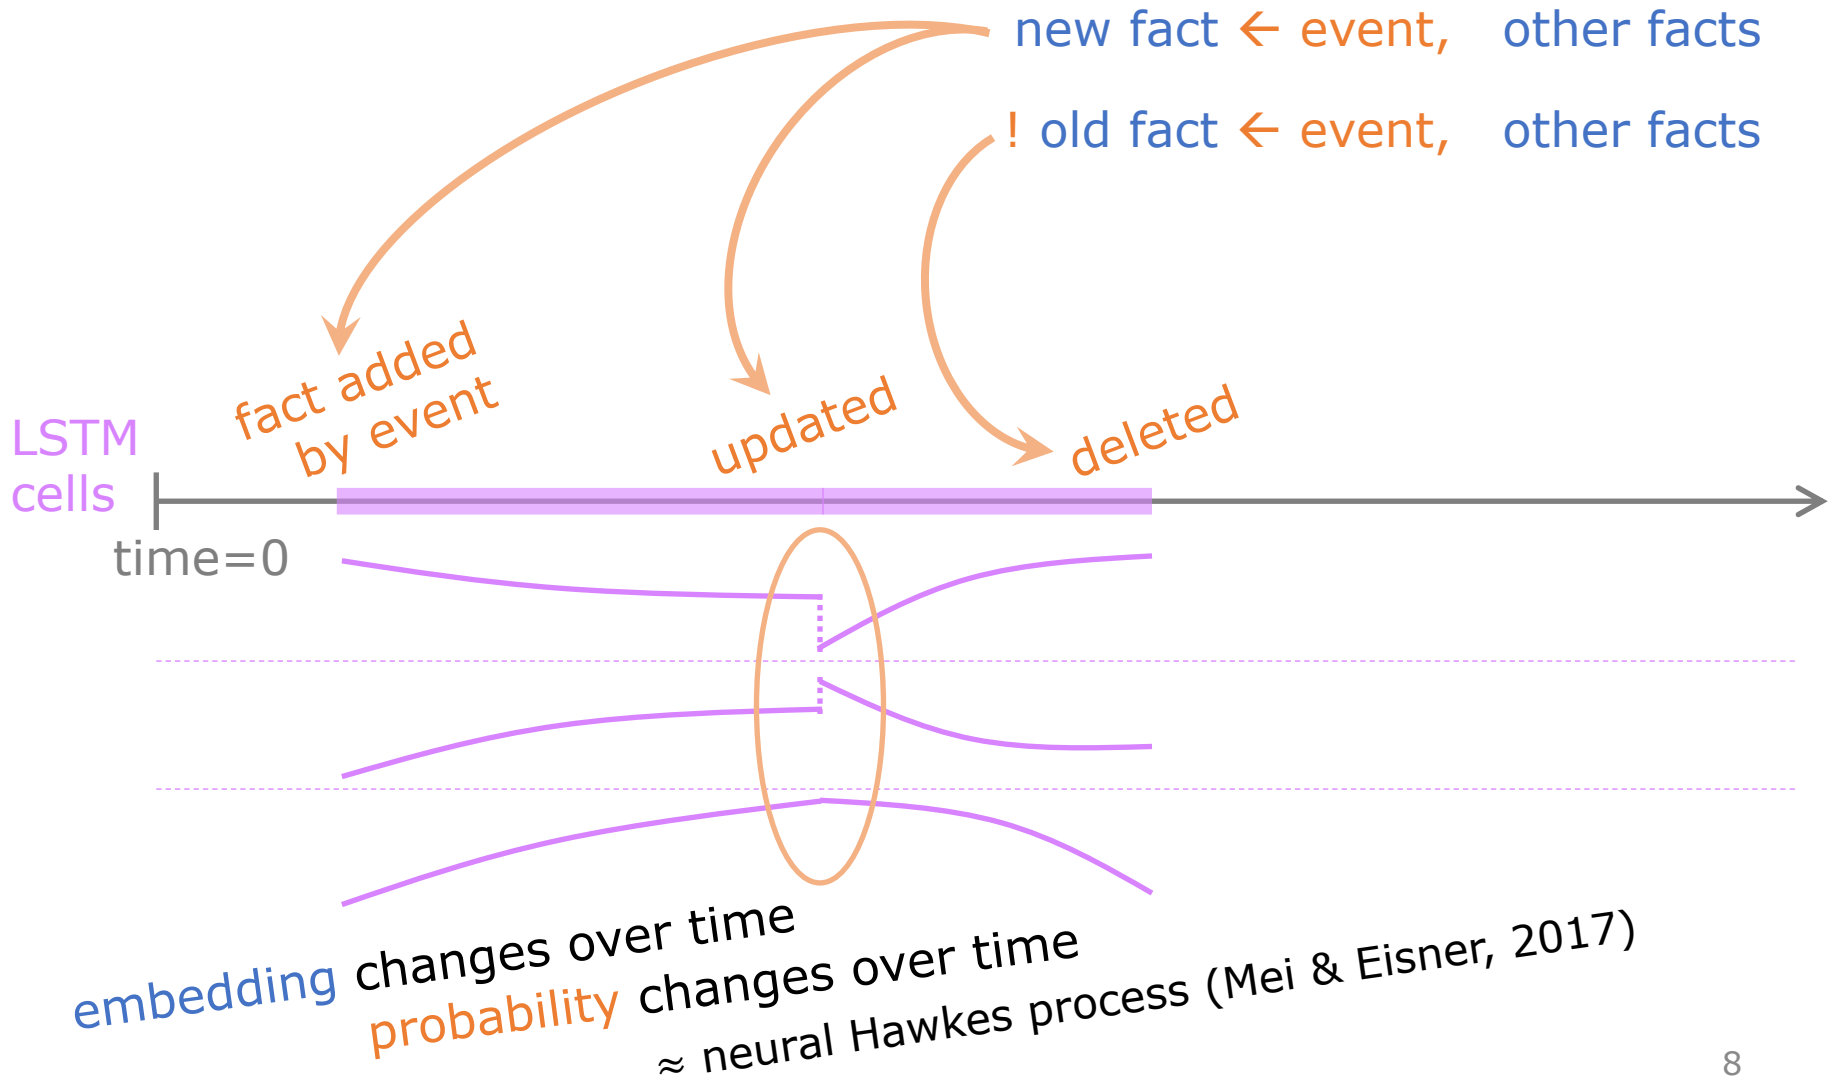 new fact ← event, other facts
! old fact ← event, other facts
fact added
by event
updated
deleted
LSTM
cells
time=0
embedding changes over time
probability changes over time
≈ neural Hawkes process (Mei & Eisner, 2017)
8